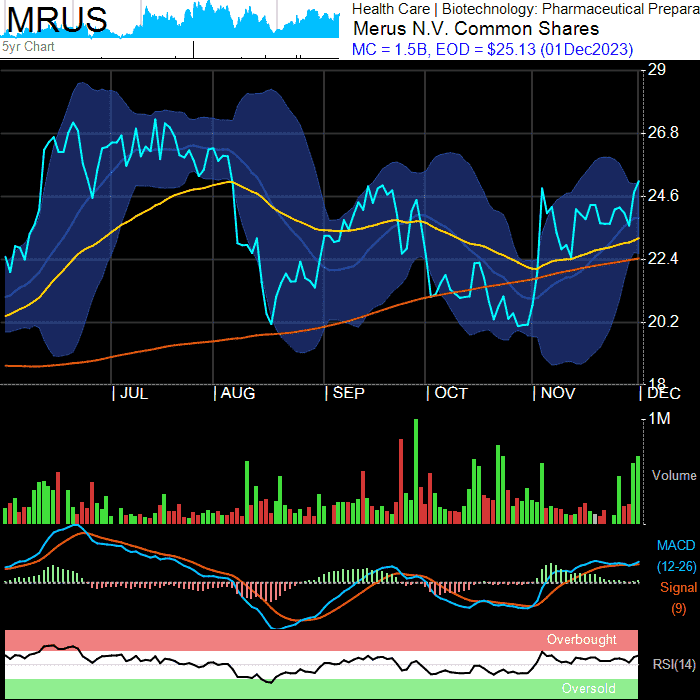 MRUS
5yr Chart
Health Care | Biotechnology: Pharmaceutical Prepara
Merus N.V. Common Shares
MC = 1.5B, EOD = $25.13 (01Dec2023)
29
26.8
24.6
22.4
20.2
18
| JUL | AUG | SEP | OCT | NOV | DEC
1M
Volume
MACD
(12-26)
Signal
(9)
Overbought
RSI(14)
Oversold